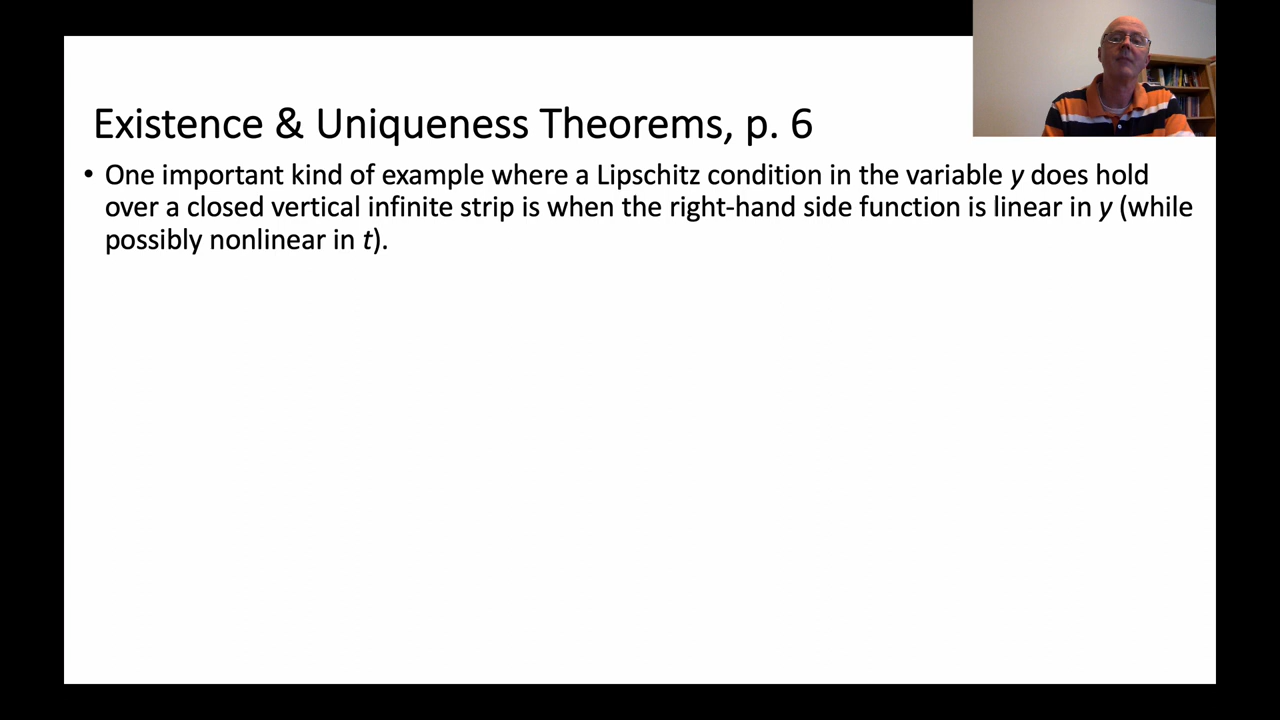 Existence & Uniqueness Theorems, p. 6
• One important kind of example where a Lipschitz condition in the variable y does hold
over a closed vertical infinite strip is when the right-hand side function is linear in y (while
possibly nonlinear in t).